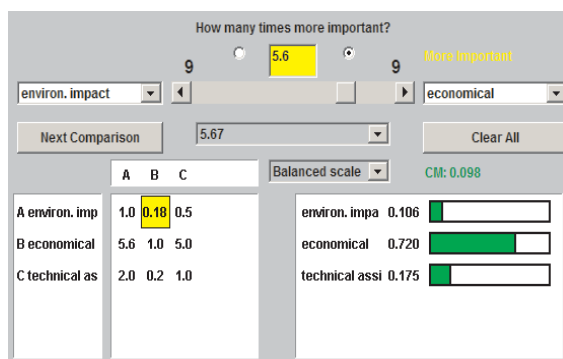 How many times more important?
9 5.6 9 More Important
environ. impact economical
Next Comparison 5.67 Clear All
A B C Balanced scale CM: 0.098
A environ. imp 1.0 0.18 0.5 environ. impa 0.106
B economical 5.6 1.0 5.0 economical 0.720
C technical as 2.0 0.2 1.0 technical assi 0.175